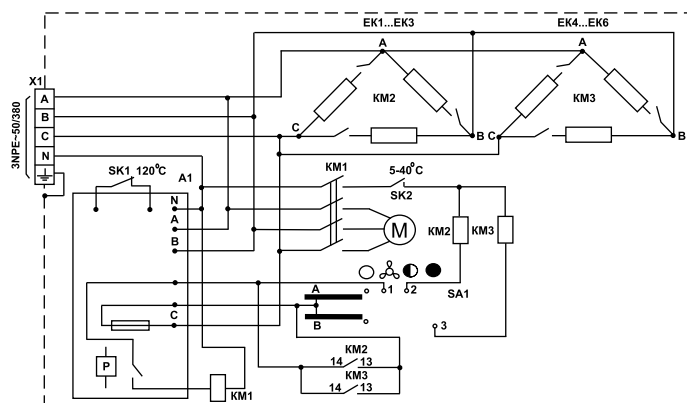 EK1...EK3
EK4...EK6
A
A
X1
A
B
C
N
3NPE~50/380
KM2
KM3
C
B
C
B
SK1 120°C
A1
KM1
5-40°C
SK2
N
A
B
M
KM2
KM3
A
1
2
SA1
C
B
3
P
KM1
KM2
14
13
KM3
14
13